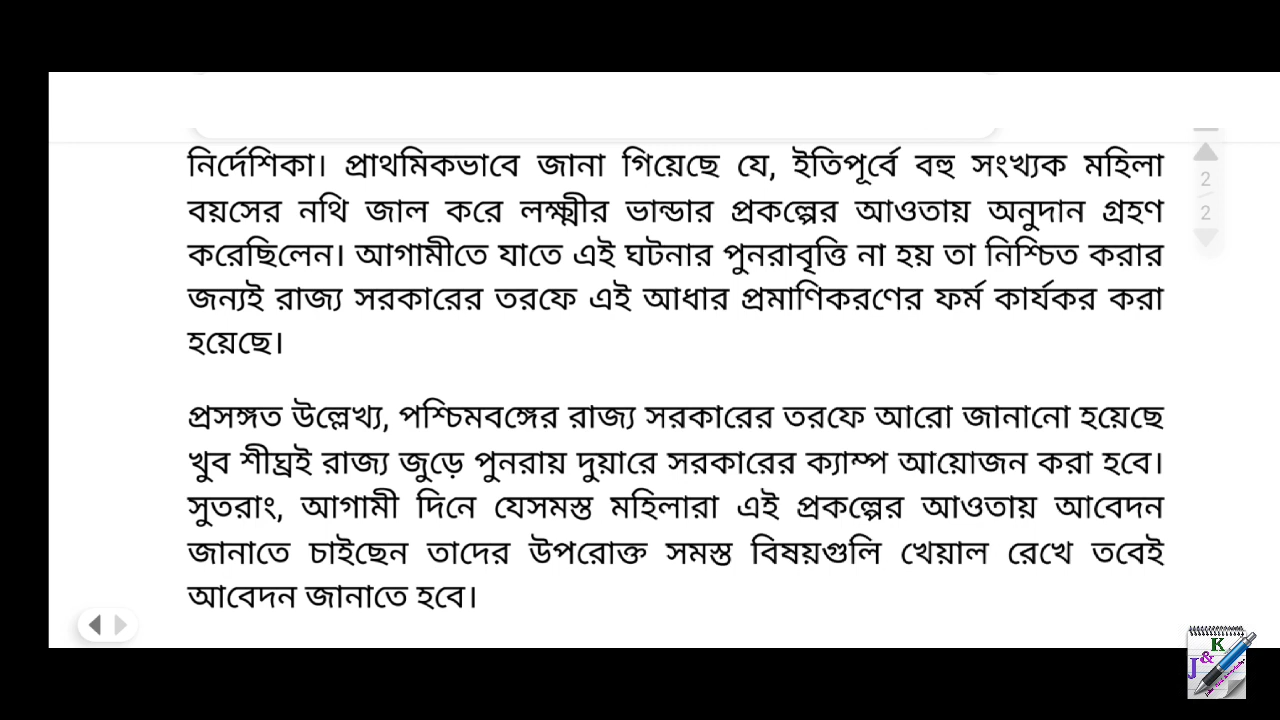 নির্দেশিকা। প্রাথমিকভাবে জানা গিয়েছে যে, ইতিপূর্বে বহু সংখ্যক মহিলা
বয়সের নথি জাল করে লক্ষ্মীর ভান্ডার প্রকল্পের আওতায় অনুদান গ্রহণ
করেছিলেন। আগামীতে যাতে এই ঘটনার পুনরাবৃত্তি না হয় তা নিশ্চিত করার
জন্যই রাজ্য সরকারের তরফে এই আধার প্রমাণিকরণের ফর্ম কার্যকর করা
হয়েছে।
প্রসঙ্গত উল্লেখ্য, পশ্চিমবঙ্গের রাজ্য সরকারের তরফে আরো জানানো হয়েছে
খুব শীঘ্রই রাজ্য জুড়ে পুনরায় দুয়ারে সরকারের ক্যাম্প আয়োজন করা হবে।
সুতরাং, আগামী দিনে যেসমস্ত মহিলারা এই প্রকল্পের আওতায় আবেদন
জানাতে চাইছেন তাদের উপরোক্ত সমস্ত বিষয়গুলি খেয়াল রেখে তবেই
আবেদন জানাতে হবে।
2
2
J&K